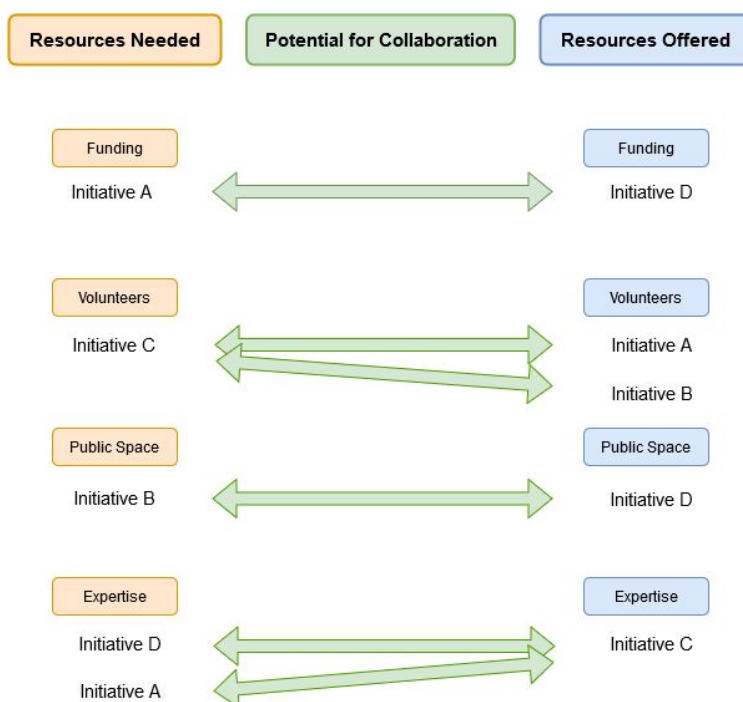 Resources Needed
Potential for Collaboration
Resources Offered
Funding
Funding
Initiative A
Initiative D
Volunteers
Volunteers
Initiative C
Initiative A
Initiative B
Public Space
Public Space
Initiative B
Initiative D
Expertise
Expertise
Initiative D
Initiative C
Initiative A